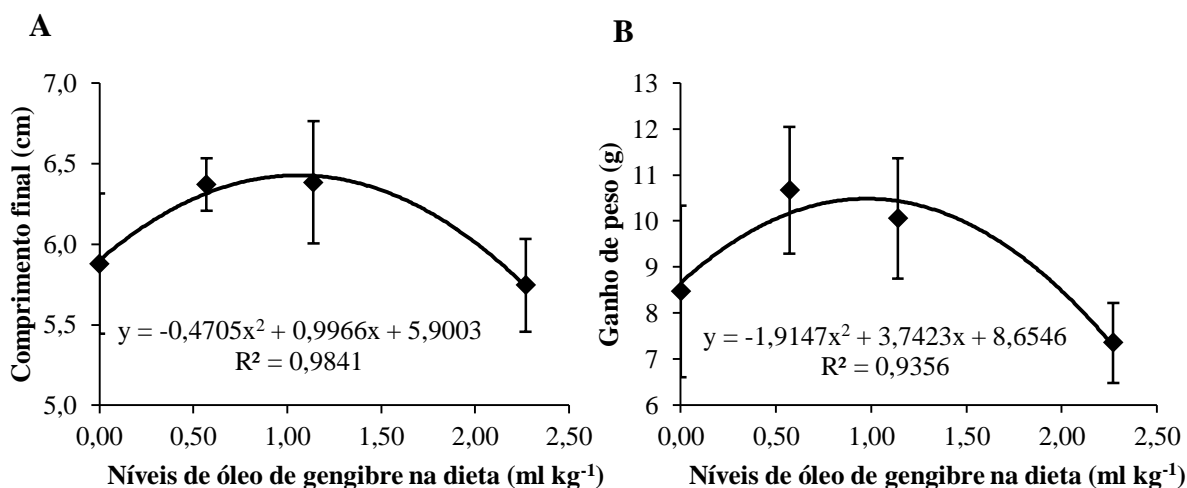 A
Comprimento final (cm)
7,0
6,5
6,0
5,5
5,0
y = -0,4705x² + 0,9966x + 5,9003
R² = 0,9841
0,00 0,50 1,00 1,50 2,00 2,50
Níveis de óleo de gengibre na dieta (ml kg⁻¹)
B
Ganho de peso (g)
13
12
11
10
9
8
7
6
y = -1,9147x² + 3,7423x + 8,6546
R² = 0,9356
0,00 0,50 1,00 1,50 2,00 2,50
Níveis de óleo de gengibre na dieta (ml kg⁻¹)